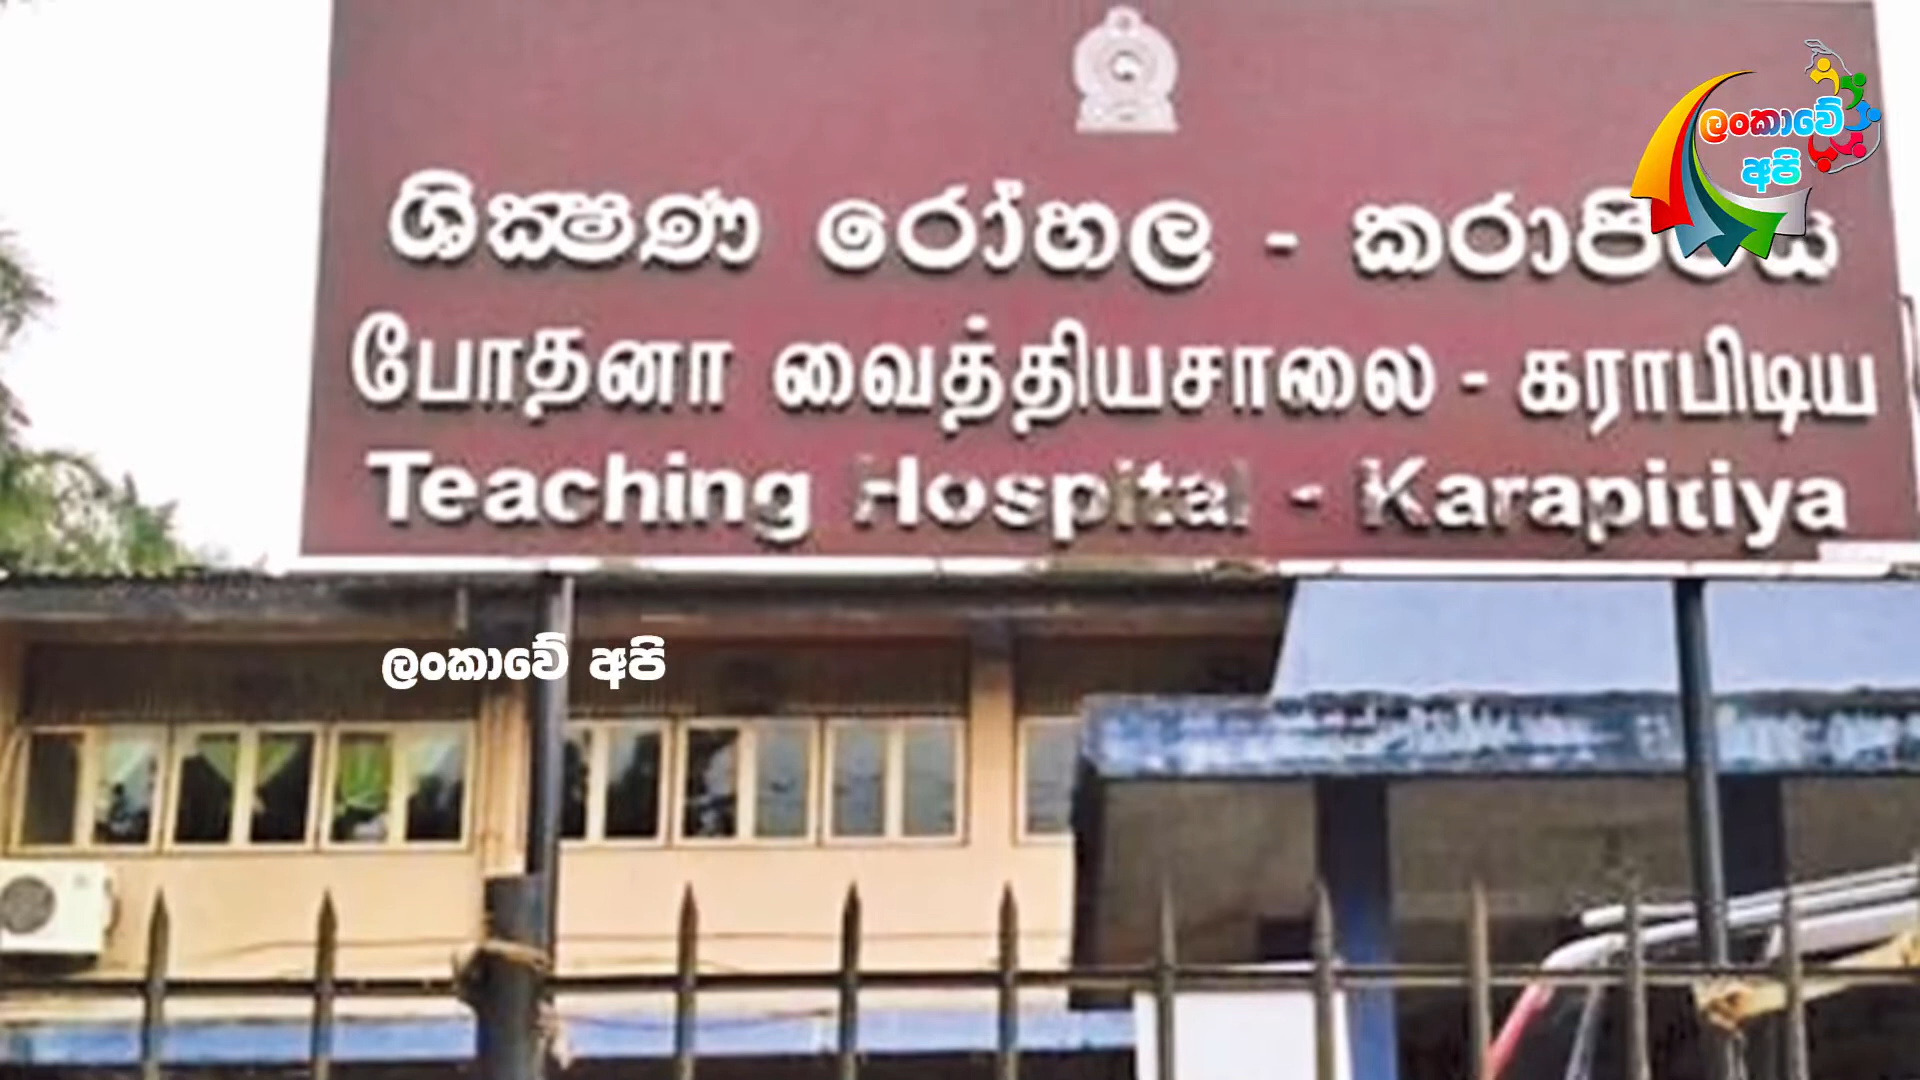 ශික්ෂණ රෝහල - කරාපිටිය
போதனா வைத்தியசாலை - கராபிடிய
Teaching Hospital - Karapitiya
ලංකාවේ
අපි
ලංකාවේ අපි